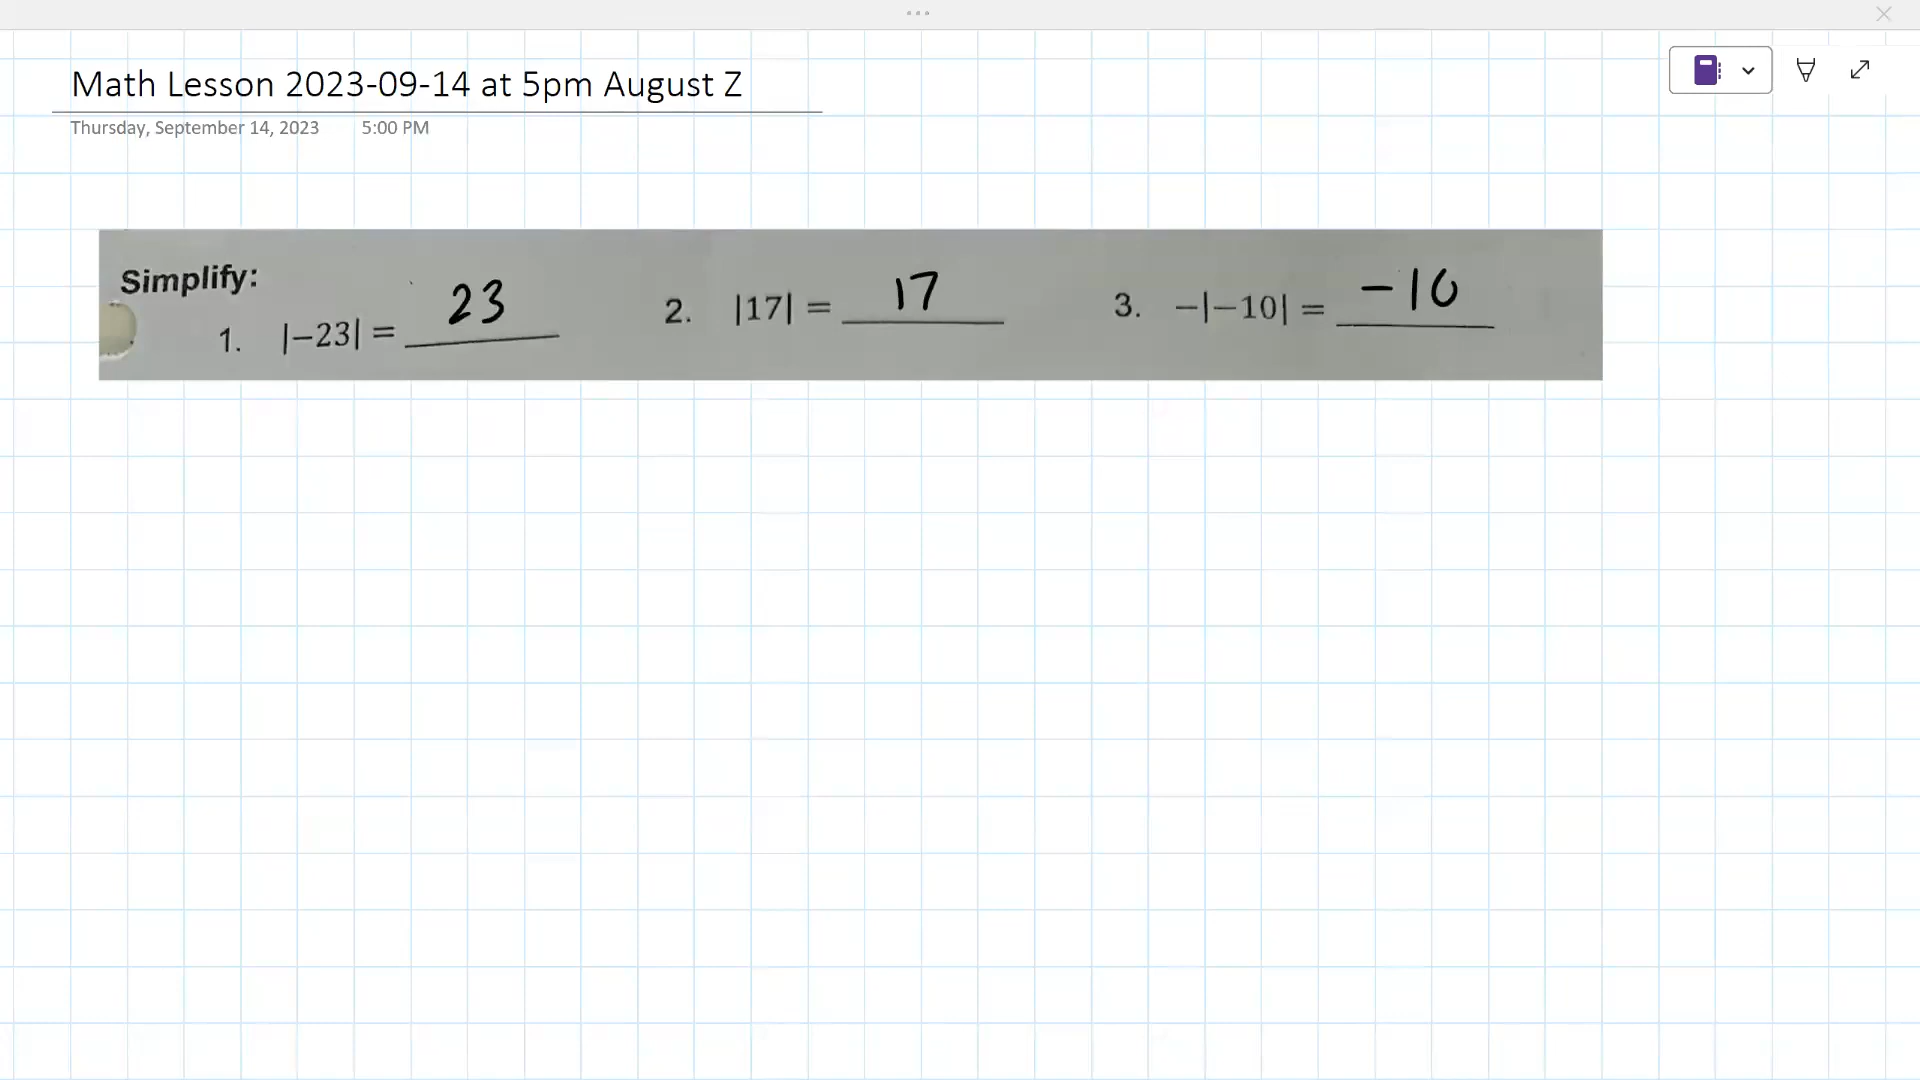 Math Lesson 2023-09-14 at 5pm August Z
Thursday, September 14, 2023 5:00 PM
Simplify:
1. |−23| = 23 2. |17| = 17 3. −|−10| = −10